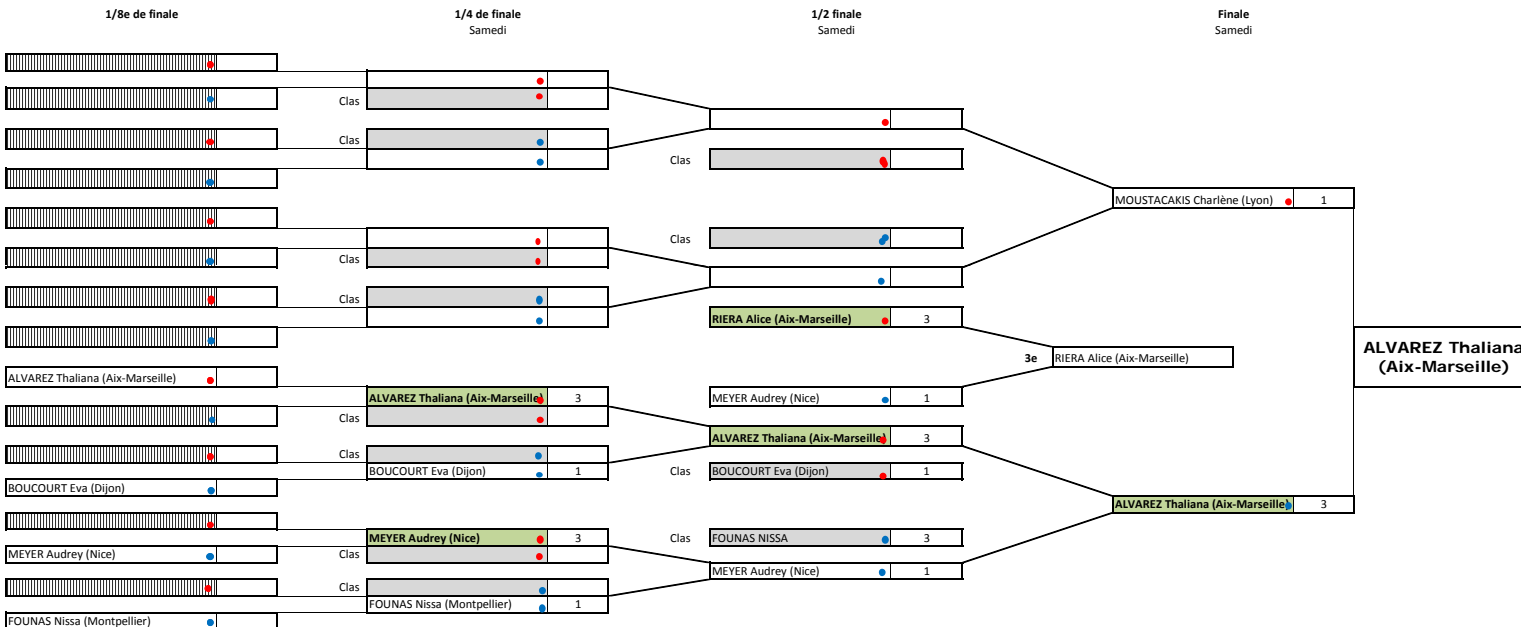 1/8e de finale
1/4 de finale
1/2 finale
Finale
Samedi
Samedi
Samedi
Clas
Clas
Clas
MOUSTACAKIS Charlène (Lyon) 1
Clas
Clas
Clas
RIERA Alice (Aix-Marseille) 3
3e RIERA Alice (Aix-Marseille)
ALVAREZ Thaliana
(Aix-Marseille)
ALVAREZ Thaliana (Aix-Marseille)
ALVAREZ Thaliana (Aix-Marseille) 3
MEYER Audrey (Nice) 1
Clas
ALVAREZ Thaliana (Aix-Marseille) 3
Clas
BOUCOURT Eva (Dijon) 1
Clas BOUCOURT Eva (Dijon) 1
BOUCOURT Eva (Dijon)
ALVAREZ Thaliana (Aix-Marseille) 3
MEYER Audrey (Nice) 3
Clas FOUNAS NISSA 3
MEYER Audrey (Nice)
Clas
MEYER Audrey (Nice) 1
Clas
FOUNAS Nissa (Montpellier) 1
FOUNAS Nissa (Montpellier)